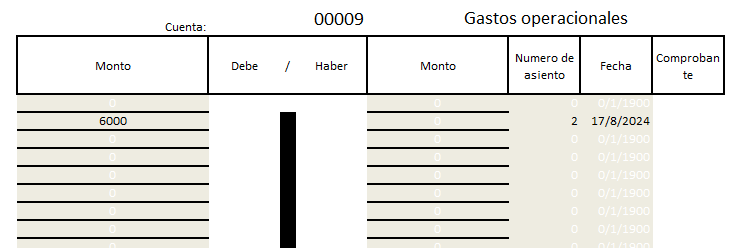 Cuenta: 00009 Gastos operacionales
Monto Debe / Haber Monto Numero de asiento Fecha Comproban te
0 0 0 0/1/1900
6000 0 2 17/8/2024
0 0 0 0/1/1900
0 0 0 0/1/1900
0 0 0 0/1/1900
0 0 0 0/1/1900
0 0 0 0/1/1900
0 0 0 0/1/1900
0 0 0 0/1/1900